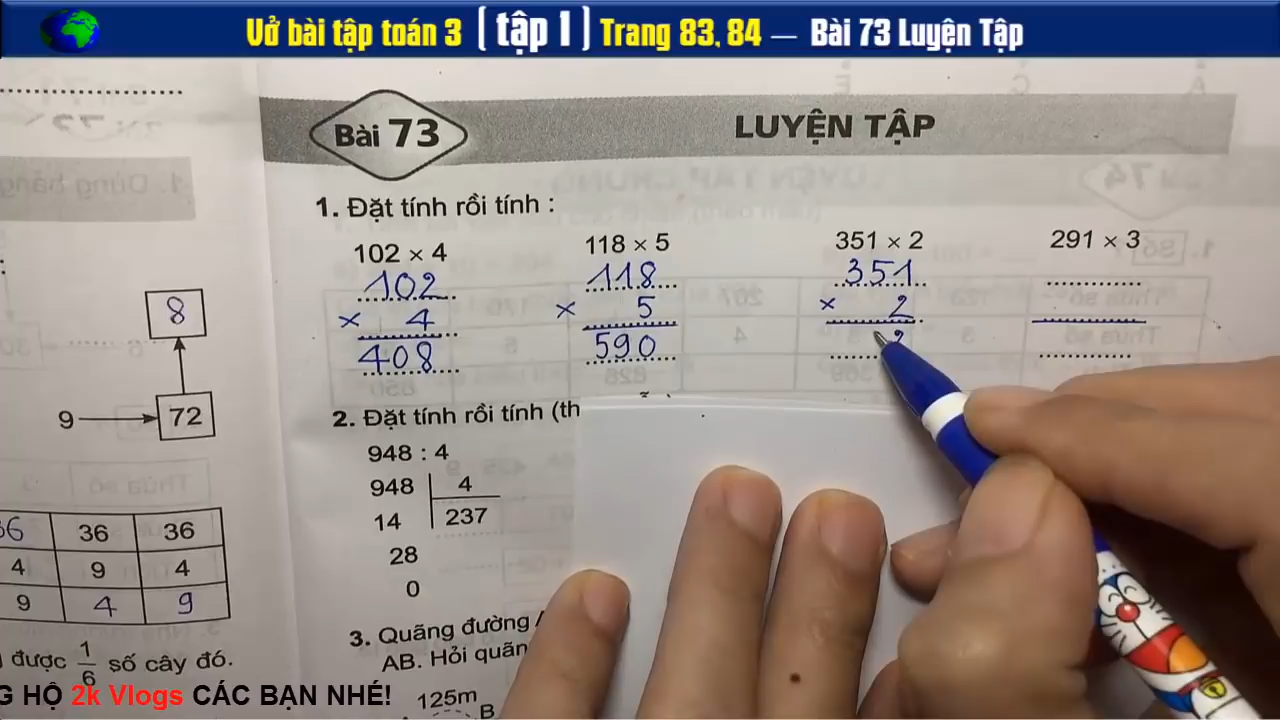 Vở bài tập toán 3 ( tập 1 ) Trang 83, 84 — Bài 73 Luyện Tập
Bài 73
LUYỆN TẬP
1. Đặt tính rồi tính :
102 × 4
118 × 5
351 × 2
291 × 3
102
× 4
408
118
× 5
590
351
× 2
2
8
9
72
2. Đặt tính rồi tính (th
948 : 4
948 4
14 237
28
0
36 36 36
4 9 4
9 4 9
được 1/6 số cây đó.
3. Quãng đường
AB. Hỏi quãn
125m
B
G HỘ 2k Vlogs CÁC BẠN NHÉ!